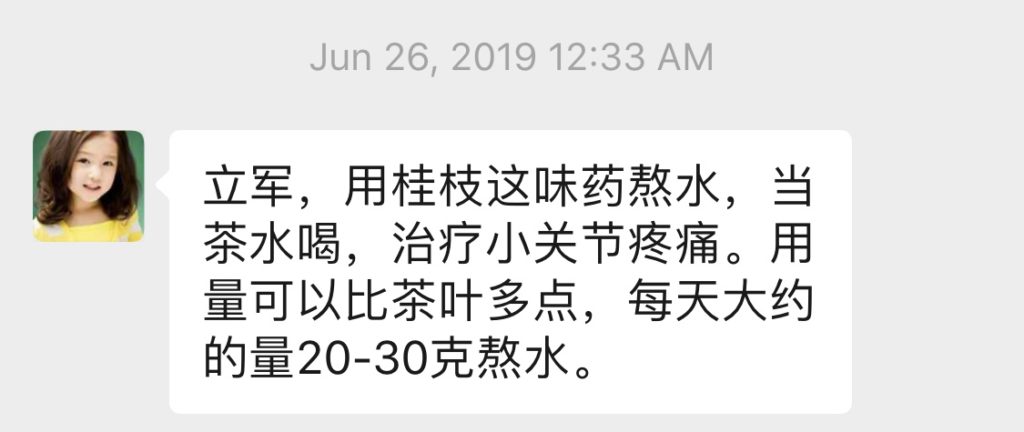 Jun 26, 2019 12:33 AM
立军，用桂枝这味药熬水，当
茶水喝，治疗小关节疼痛。用
量可以比茶叶多点，每天大约
的量20-30克熬水。